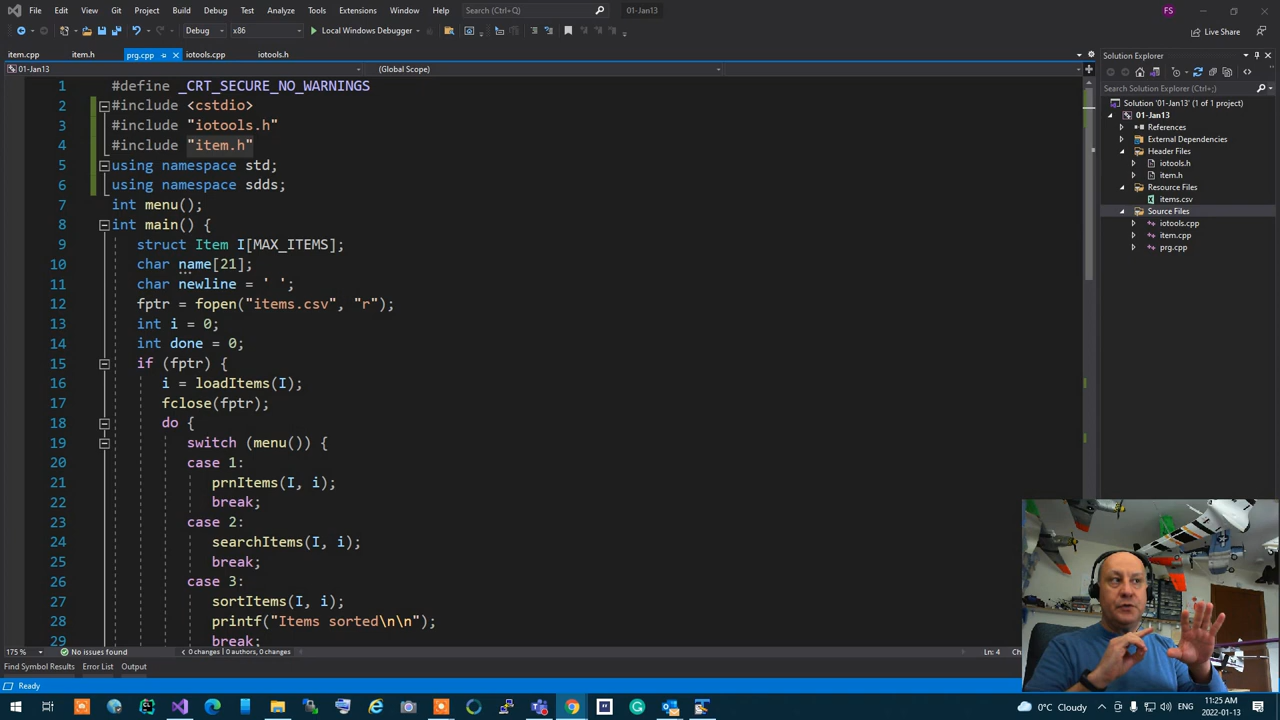 File Edit View Git Project Build Debug Test Analyze Tools Extensions Window Help Search (Ctrl+Q) 01-Jan13 FS
Debug x86 Local Windows Debugger Live Share
item.cpp item.h prg.cpp iotools.cpp iotools.h
01-Jan13 (Global Scope)
1 #define _CRT_SECURE_NO_WARNINGS
2 #include <cstdio>
3 #include "iotools.h"
4 #include "item.h"
5 using namespace std;
6 using namespace sdds;
7 int menu();
8 int main() {
9 struct Item I[MAX_ITEMS];
10 char name[21];
11 char newline = ' ';
12 fptr = fopen("items.csv", "r");
13 int i = 0;
14 int done = 0;
15 if (fptr) {
16 i = loadItems(I);
17 fclose(fptr);
18 do {
19 switch (menu()) {
20 case 1:
21 prnItems(I, i);
22 break;
23 case 2:
24 searchItems(I, i);
25 break;
26 case 3:
27 sortItems(I, i);
28 printf("Items sorted\n\n");
29 break;
175 % No issues found 0 changes | 0 authors, 0 changes Ln: 4 Ch
Find Symbol Results Error List Output
Ready
Solution Explorer
Search Solution Explorer (Ctrl+;)
Solution '01-Jan13' (1 of 1 project)
01-Jan13
References
External Dependencies
Header Files
iotools.h
item.h
Resource Files
items.csv
Source Files
iotools.cpp
item.cpp
prg.cpp
0°C Cloudy ENG 11:25 AM
2022-01-13